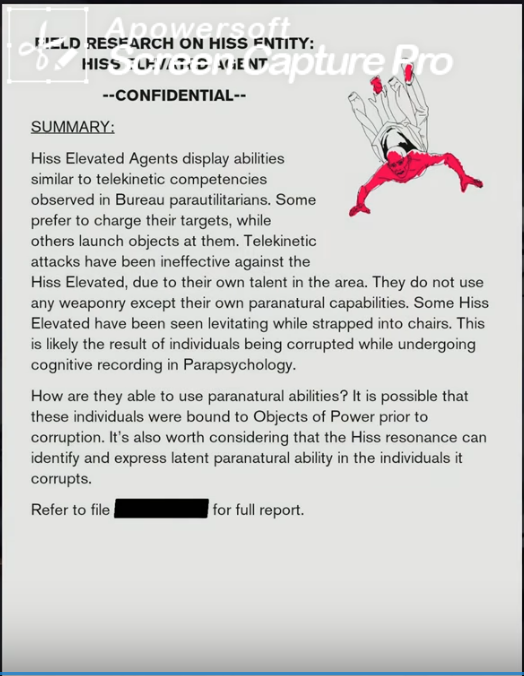 Apowersoft
Screen Capture Pro
FIELD RESEARCH ON HISS ENTITY:
HISS ELEVATED AGENT
--CONFIDENTIAL--
SUMMARY:
Hiss Elevated Agents display abilities
similar to telekinetic competencies
observed in Bureau parautilitarians. Some
prefer to charge their targets, while
others launch objects at them. Telekinetic
attacks have been ineffective against the
Hiss Elevated, due to their own talent in the area. They do not use
any weaponry except their own paranatural capabilities. Some Hiss
Elevated have been seen levitating while strapped into chairs. This
is likely the result of individuals being corrupted while undergoing
cognitive recording in Parapsychology.
How are they able to use paranatural abilities? It is possible that
these individuals were bound to Objects of Power prior to
corruption. It's also worth considering that the Hiss resonance can
identify and express latent paranatural ability in the individuals it
corrupts.
Refer to file for full report.